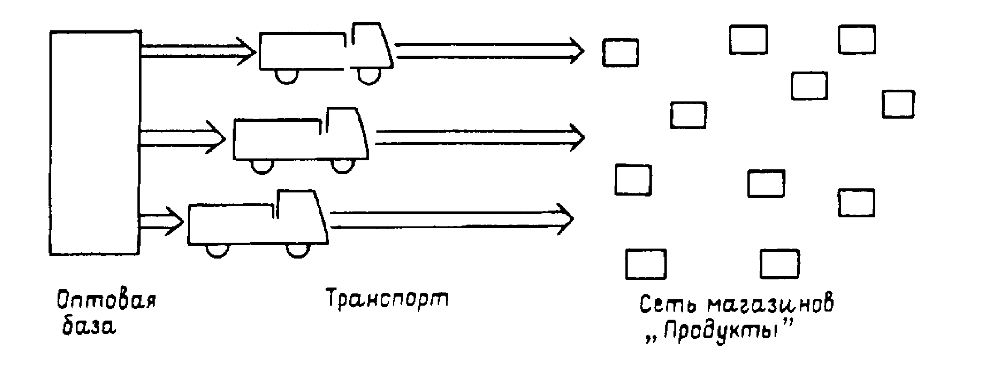 Оптовая
база
Транспорт
Сеть магазинов
„Продукты”